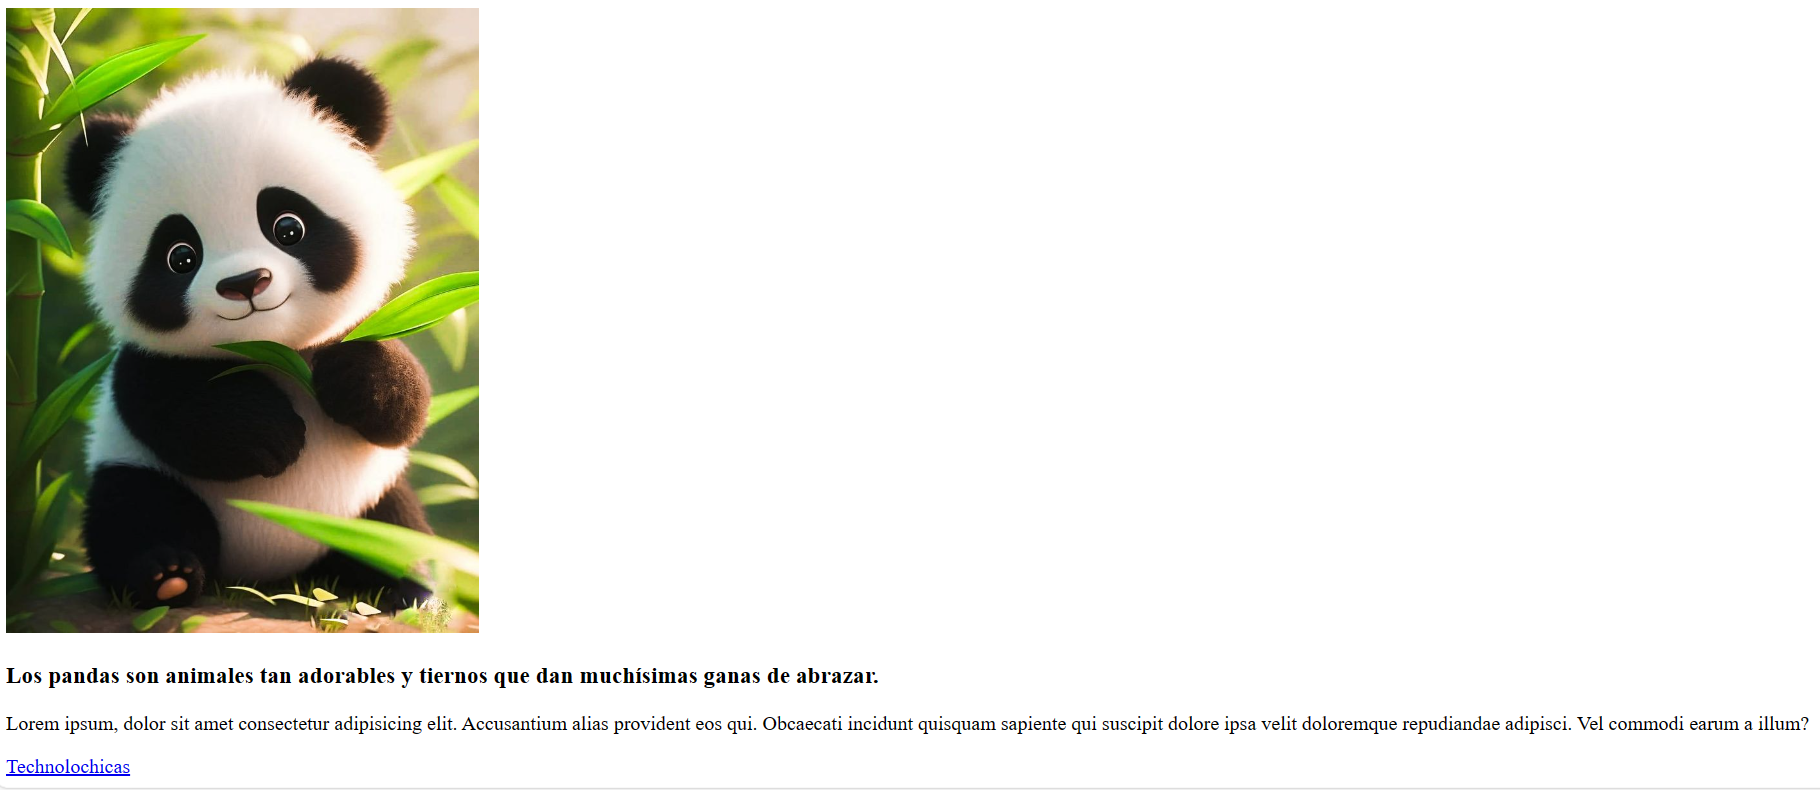 Los pandas son animales tan adorables y tiernos que dan muchísimas ganas de abrazar.
Lorem ipsum, dolor sit amet consectetur adipisicing elit. Accusantium alias provident eos qui. Obcaecati incidunt quisquam sapiente qui suscipit dolore ipsa velit doloremque repudiandae adipisci. Vel commodi earum a illum?
Technolochicas